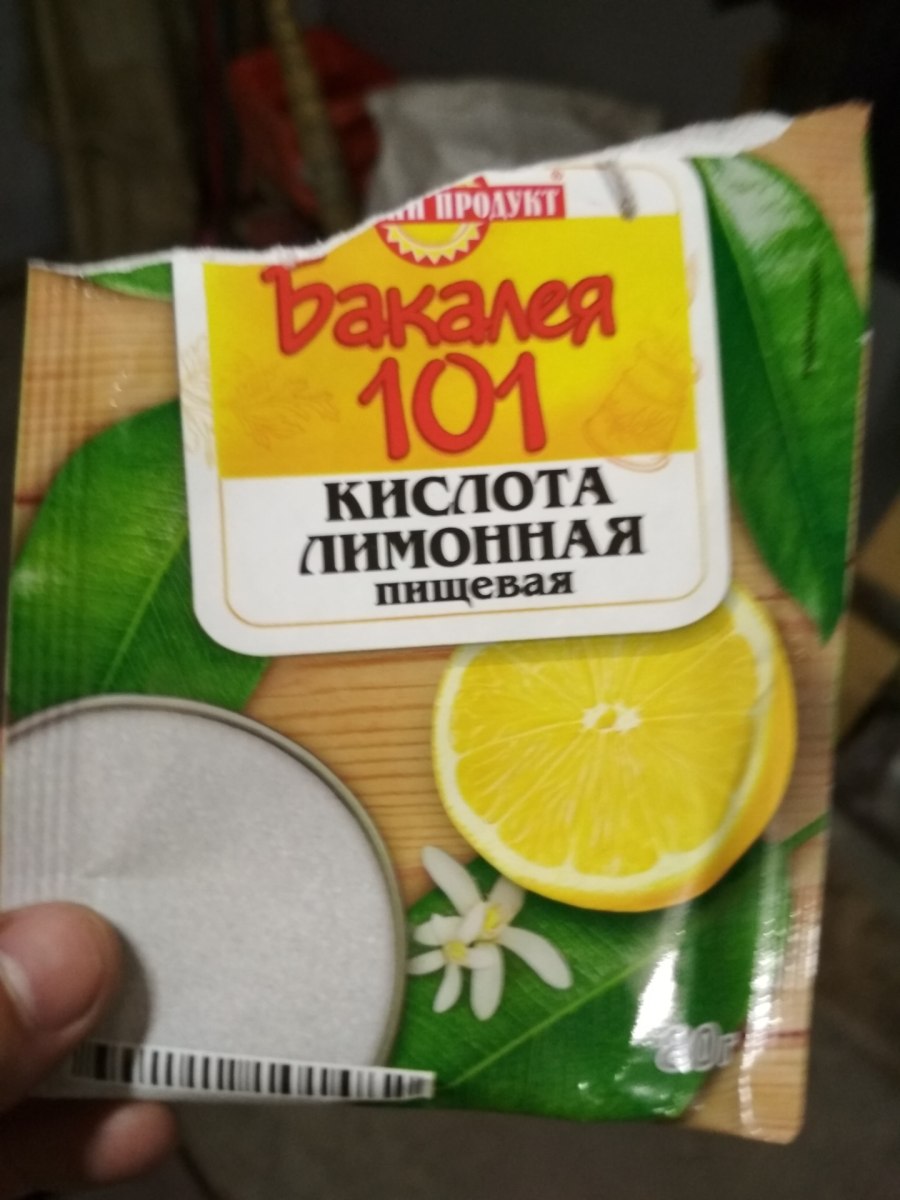 ПРОДУКТ
Бакалея
101
КИСЛОТА
ЛИМОННАЯ
пищевая